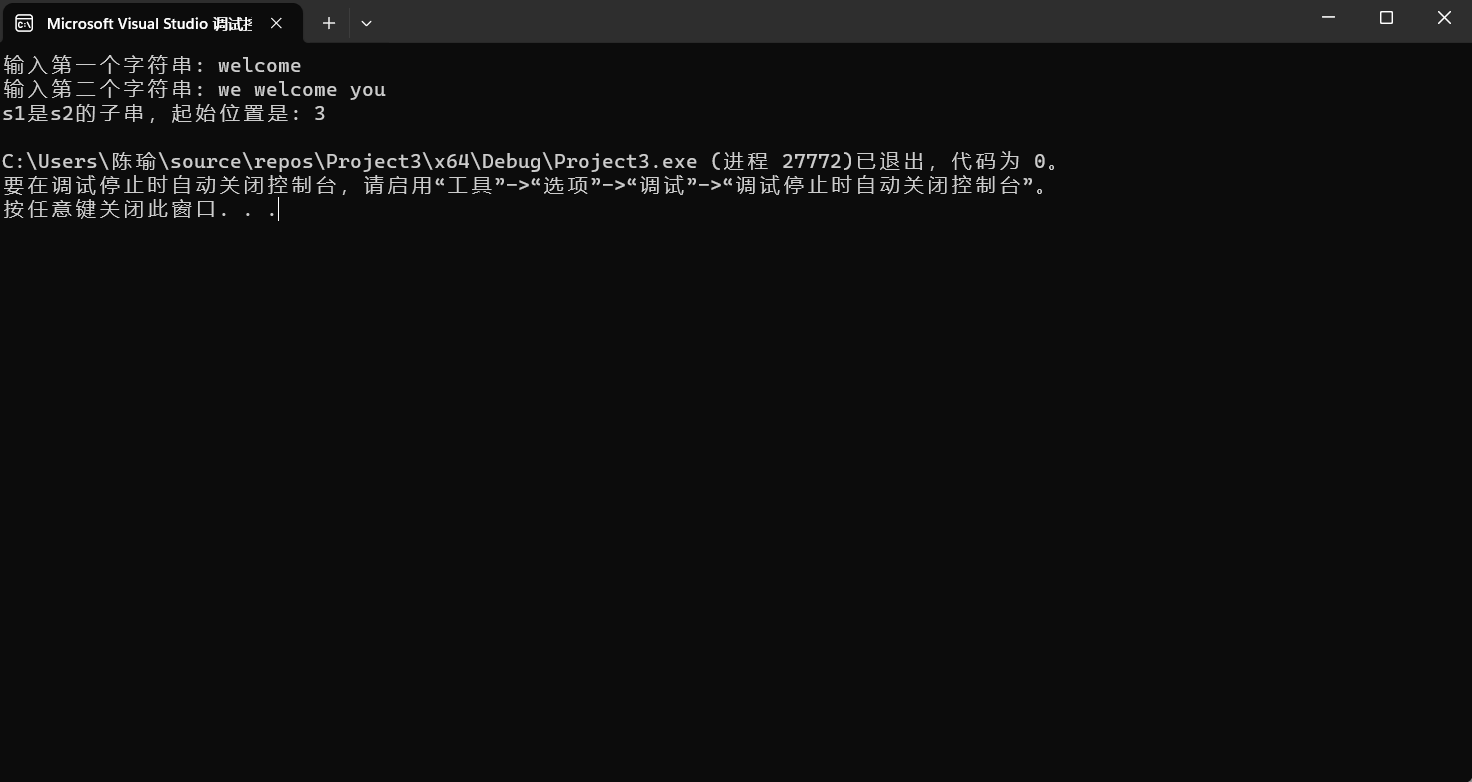 Microsoft Visual Studio 调试
输入第一个字符串: welcome
输入第二个字符串: we welcome you
s1是s2的子串，起始位置是: 3
C:\Users\陈瑜\source\repos\Project3\x64\Debug\Project3.exe (进程 27772)已退出，代码为 0。
要在调试停止时自动关闭控制台，请启用“工具”->“选项”->“调试”->“调试停止时自动关闭控制台”。
按任意键关闭此窗口. . .